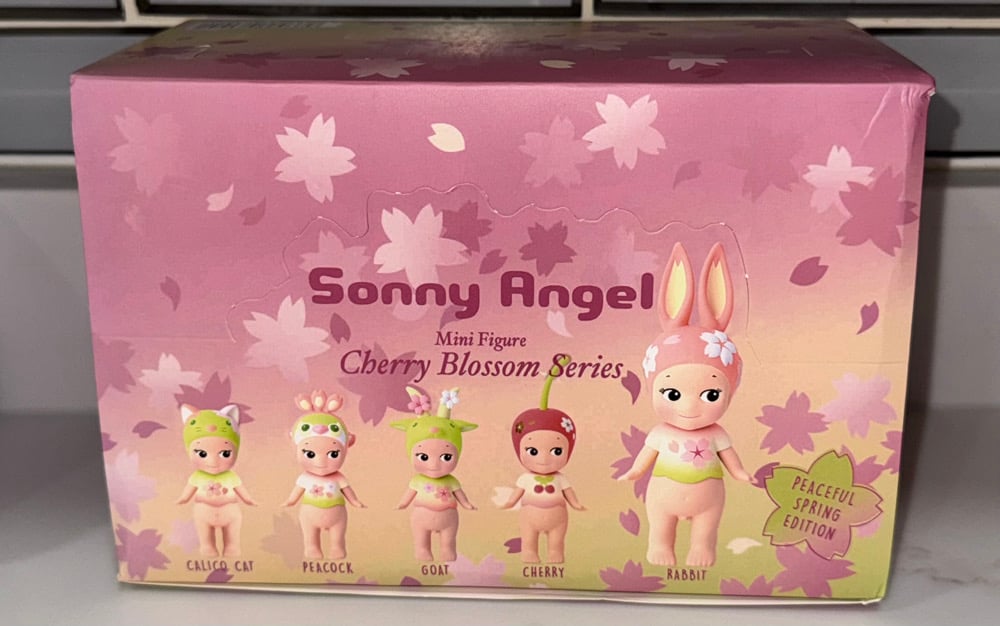 Sonny Angel
Mini Figure
Cherry Blossom Series
CALICO CAT
PEACOCK
GOAT
CHERRY
RABBIT
PEACEFUL
SPRING
EDITION